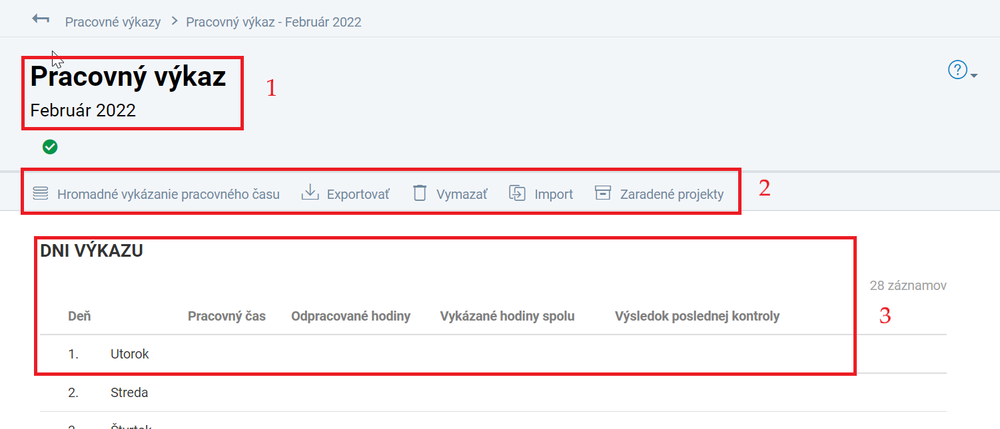 Pracovné výkazy > Pracovný výkaz - Február 2022
Pracovný výkaz
Február 2022
1
?
Hromadné vykázanie pracovného času Exportovať Vymazať Import Zaradené projekty
2
DNI VÝKAZU
28 záznamov
Deň Pracovný čas Odpracované hodiny Vykázané hodiny spolu Výsledok poslednej kontroly
3
1. Utorok
2. Streda